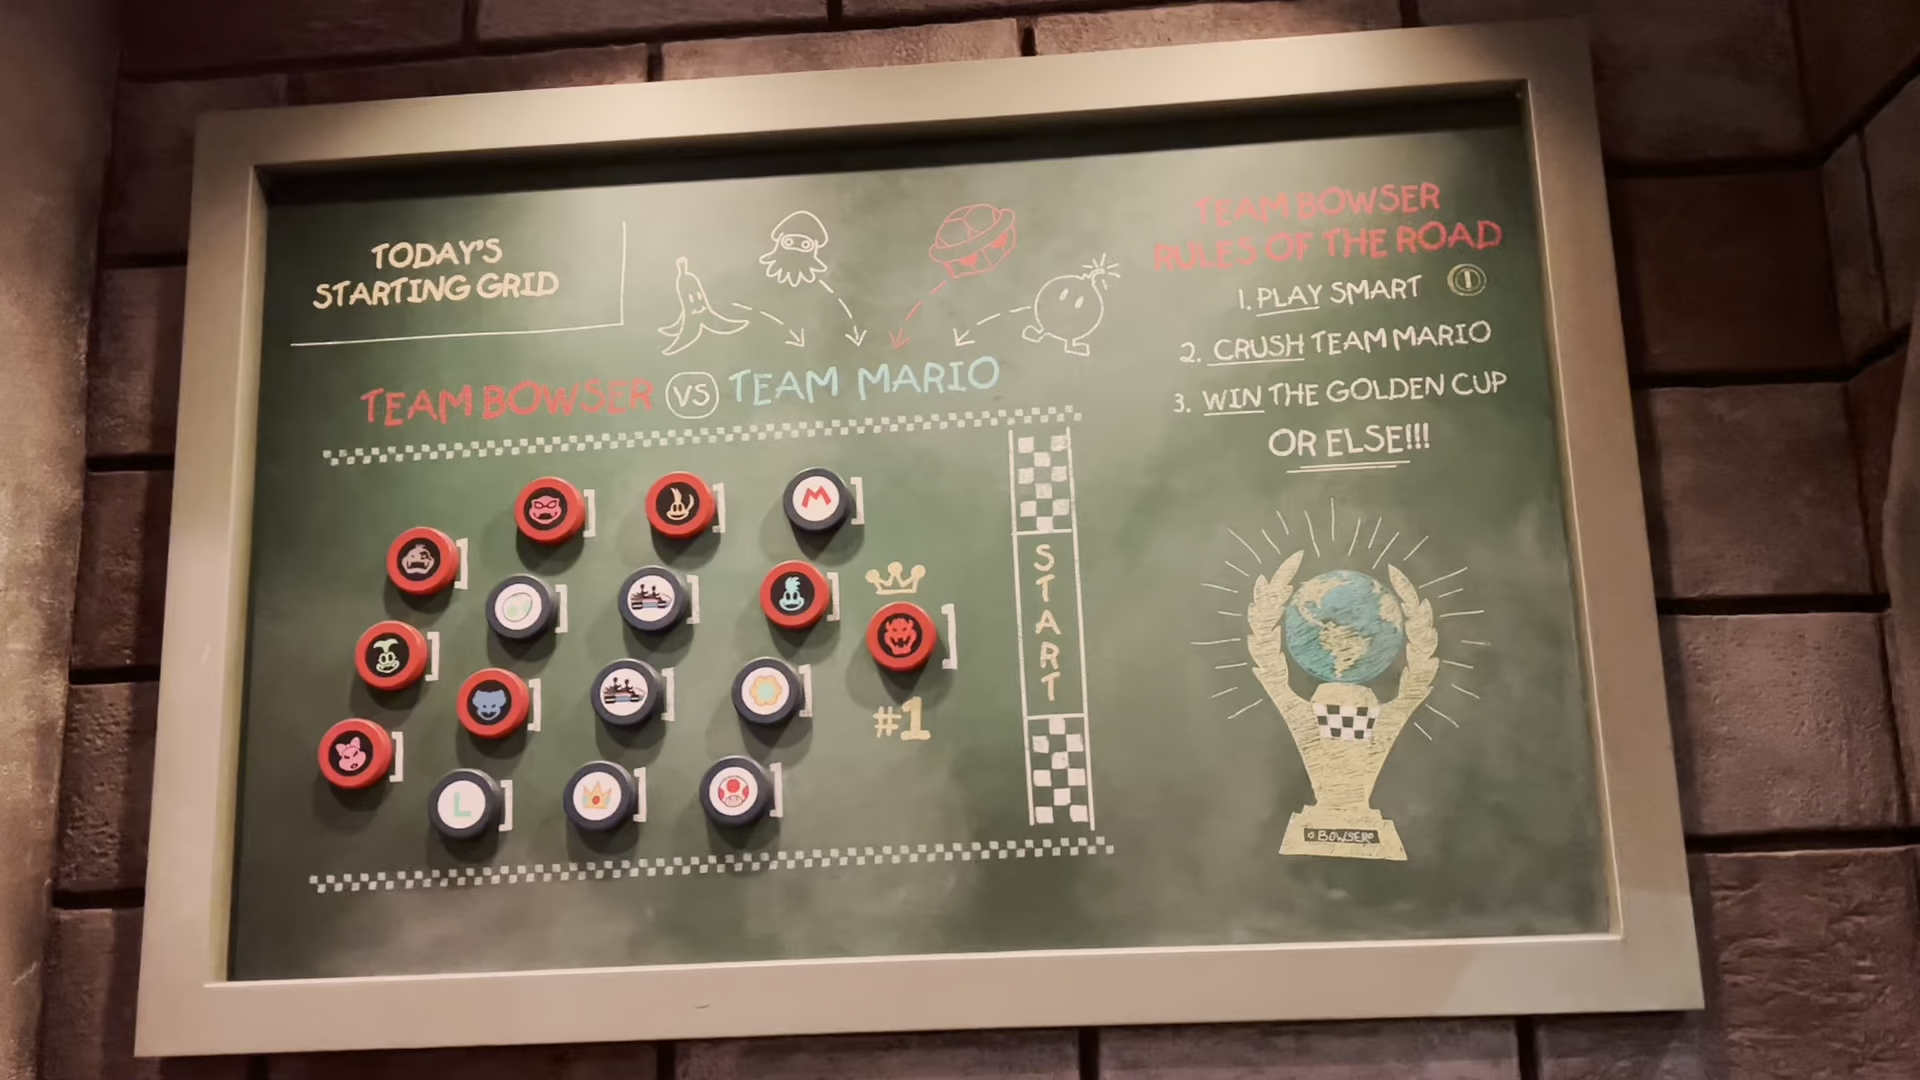 TODAY'S
STARTING GRID
TEAM BOWSER VS TEAM MARIO
M
L
#1
START
TEAM BOWSER
RULES OF THE ROAD
1. PLAY SMART
2. CRUSH TEAM MARIO
3. WIN THE GOLDEN CUP
OR ELSE!!!
BOWSER